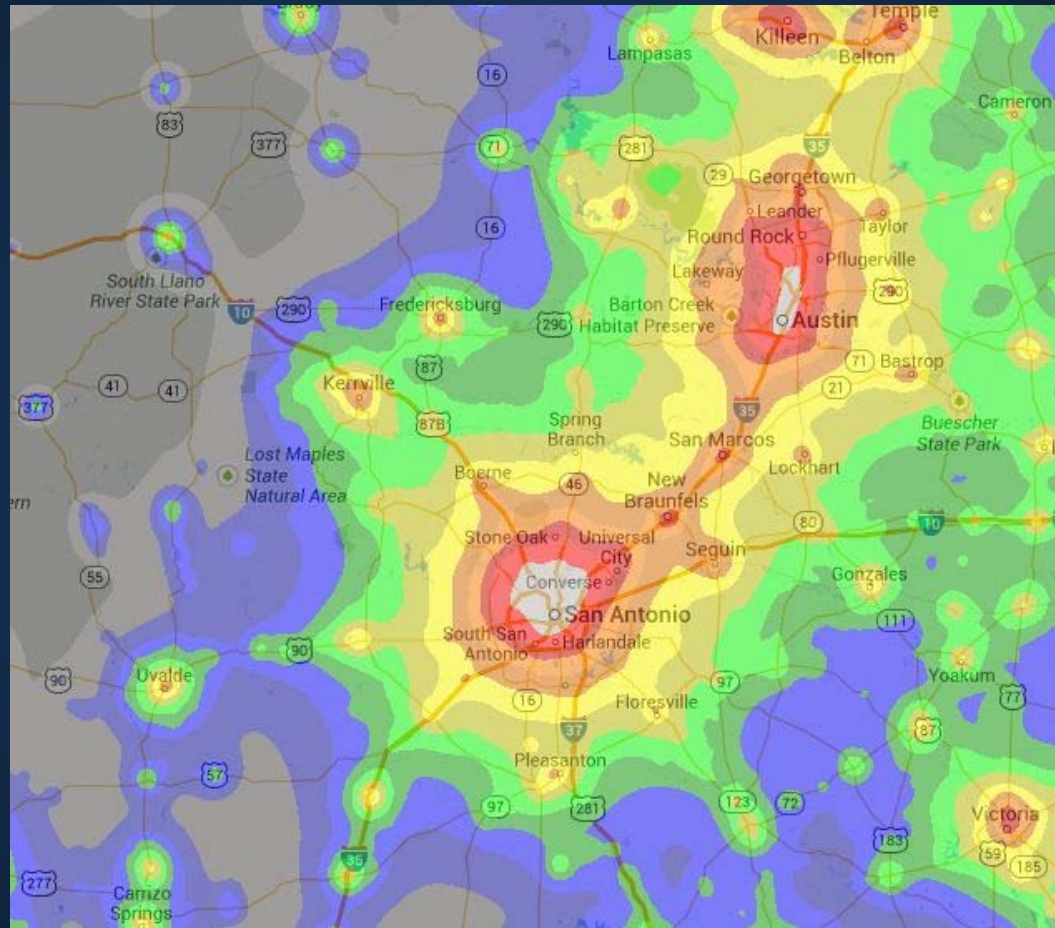 Brady
Temple
Killeen
Belton
Lampasas
16
Cameron
83
377
71
281
35
29
Georgetown
Leander
Taylor
Round Rock
Pflugerville
16
Lakeway
South Llano
River State Park
10
290
Fredericksburg
290
Barton Creek
Habitat Preserve
290
Austin
87
71
Bastrop
41
41
Kerrville
21
377
87B
35
Buescher
State Park
Spring
Branch
San Marcos
Lost Maples
State
Natural Area
Lockhart
Boerne
46
New
Braunfels
ern
80
10
Stone Oak
Universal
City
Seguin
55
Converse
Gonzales
San Antonio
111
South San
Antonio
Harlandale
90
90
Uvalde
97
Yoakum
77
16
Floresville
37
87
57
Pleasanton
97
281
123
72
Victoria
183
59
35
185
277
Carrizo
Springs